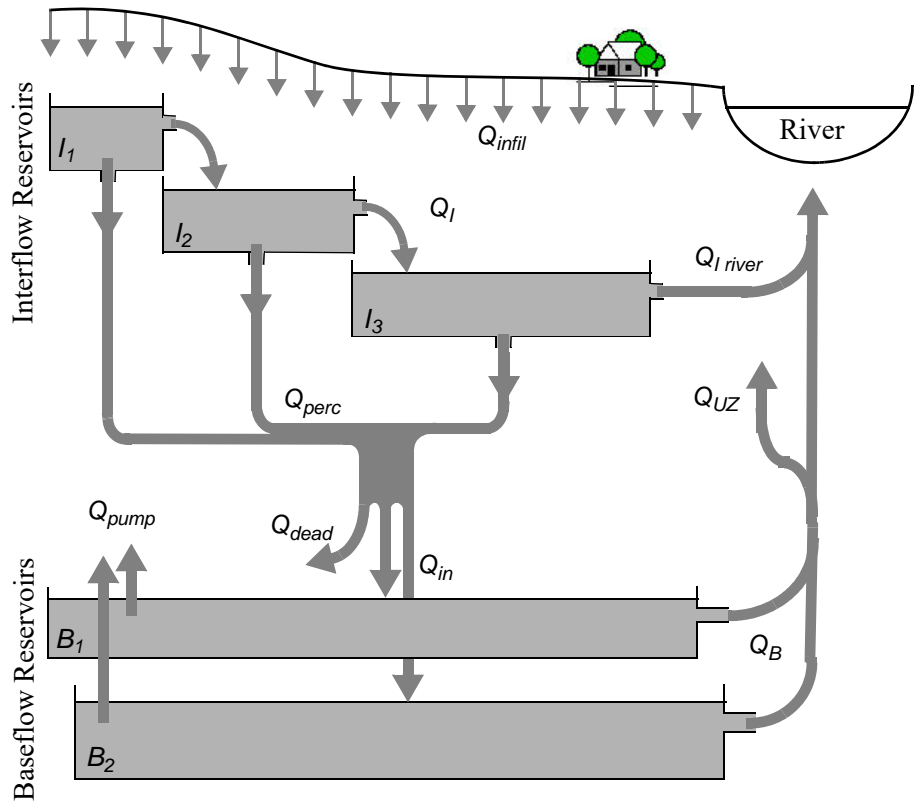 Interflow Reservoirs
Q infil
River
I1
I2
QI
I3
QI river
Qperc
QUZ
Qpump
Qdead
Qin
Baseflow Reservoirs
B1
QB
B2